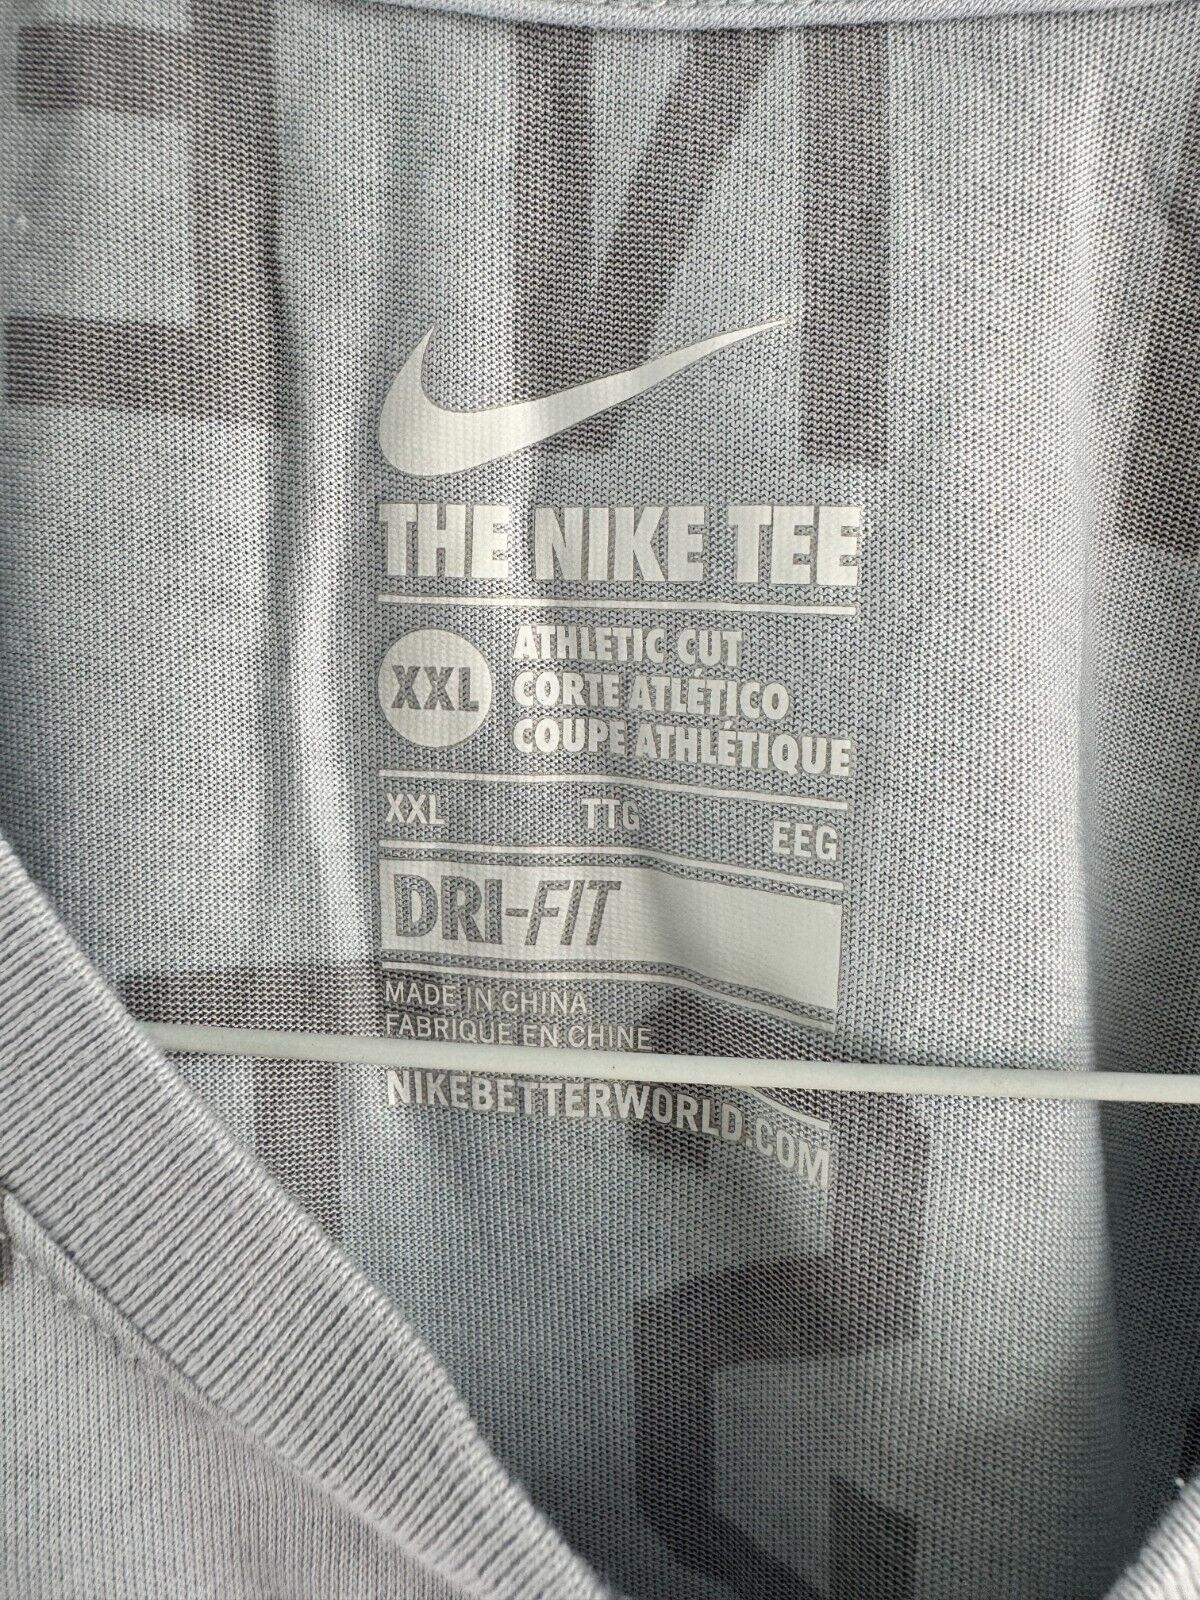 THE NIKE TEE
XXL
ATHLETIC CUT
CORTE ATLÉTICO
COUPE ATHLÉTIQUE
XXL TTG EEG
DRI-FIT
MADE IN CHINA
FABRIQUE EN CHINE
NIKEBETTERWORLD.COM